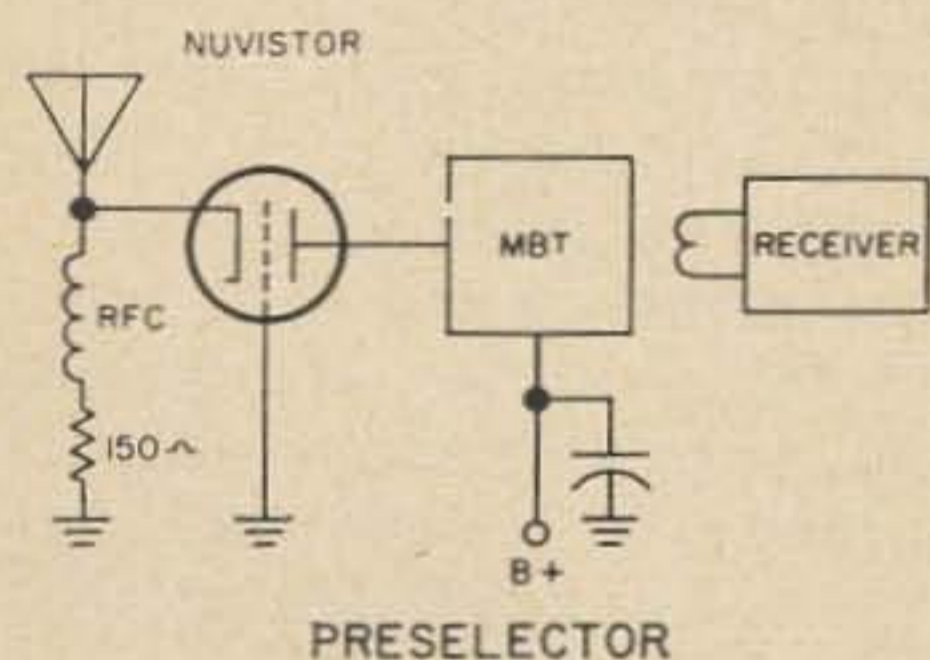 NUVISTOR
RFC
150~
MBT
RECEIVER
B+
PRESELECTOR